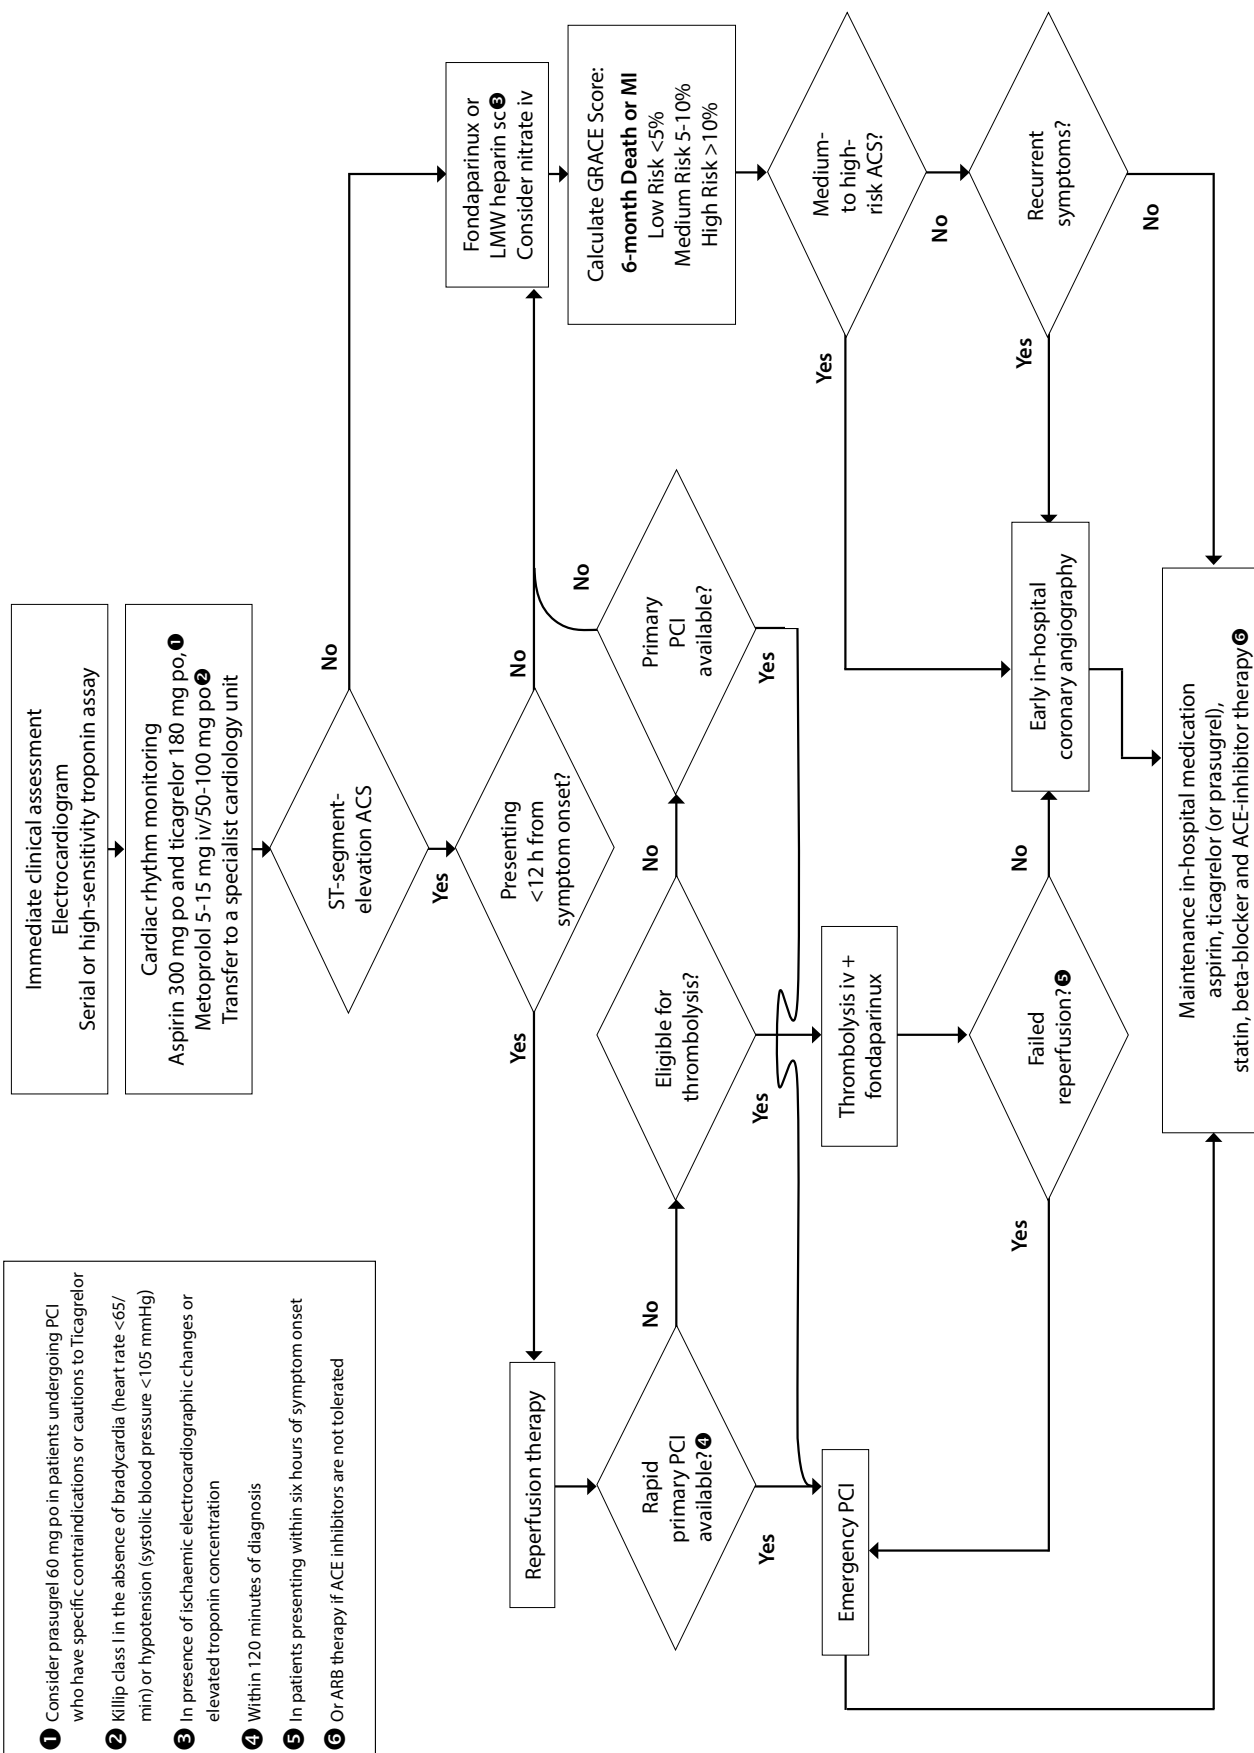 Immediate clinical assessment
Electrocardiogram
Serial or high-sensitivity troponin assay
Cardiac rhythm monitoring
Aspirin 300 mg po and ticagrelor 180 mg po,❶
Metoprolol 5-15 mg iv/50-100 mg po❷
Transfer to a specialist cardiology unit
ST-segment-
elevation ACS
No
Yes
Presenting
<12 h from
symptom onset?
Yes
No
Fondaparinux or
LMW heparin sc❸
Consider nitrate iv
Calculate GRACE Score:
6-month Death or MI
Low Risk <5%
Medium Risk 5-10%
High Risk >10%
Reperfusion therapy
Rapid
primary PCI
available?❹
No
Yes
Eligible for
thrombolysis?
No
Yes
Primary
PCI
available?
No
Yes
Medium-
to high-
risk ACS?
Yes
No
Emergency PCI
Thrombolysis iv +
fondaparinux
Failed
reperfusion?❺
Yes
No
Early in-hospital
coronary angiography
Recurrent
symptoms?
Yes
No
Maintenance in-hospital medication
aspirin, ticagrelor (or prasugrel),
statin, beta-blocker and ACE-inhibitor therapy❻
❶ Consider prasugrel 60 mg po in patients undergoing PCI
who have specific contraindications or cautions to Ticagrelor
❷ Killip class I in the absence of bradycardia (heart rate <65/
min) or hypotension (systolic blood pressure <105 mmHg)
❸ In presence of ischaemic electrocardiographic changes or
elevated troponin concentration
❹ Within 120 minutes of diagnosis
❺ In patients presenting within six hours of symptom onset
❻ Or ARB therapy if ACE inhibitors are not tolerated